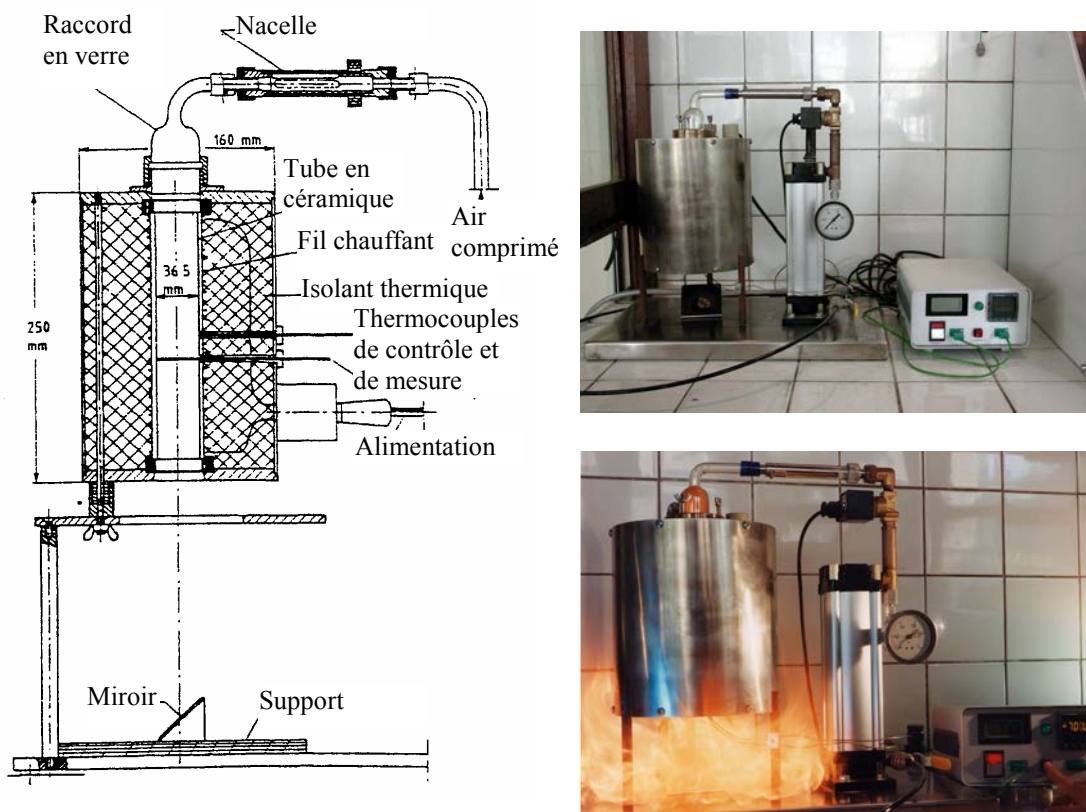 Raccord
en verre
Nacelle
160 mm
Tube en
céramique
Air
comprimé
Fil chauffant
36.5
mm
Isolant thermique
250
mm
Thermocouples
de contrôle et
de mesure
Alimentation
Miroir
Support